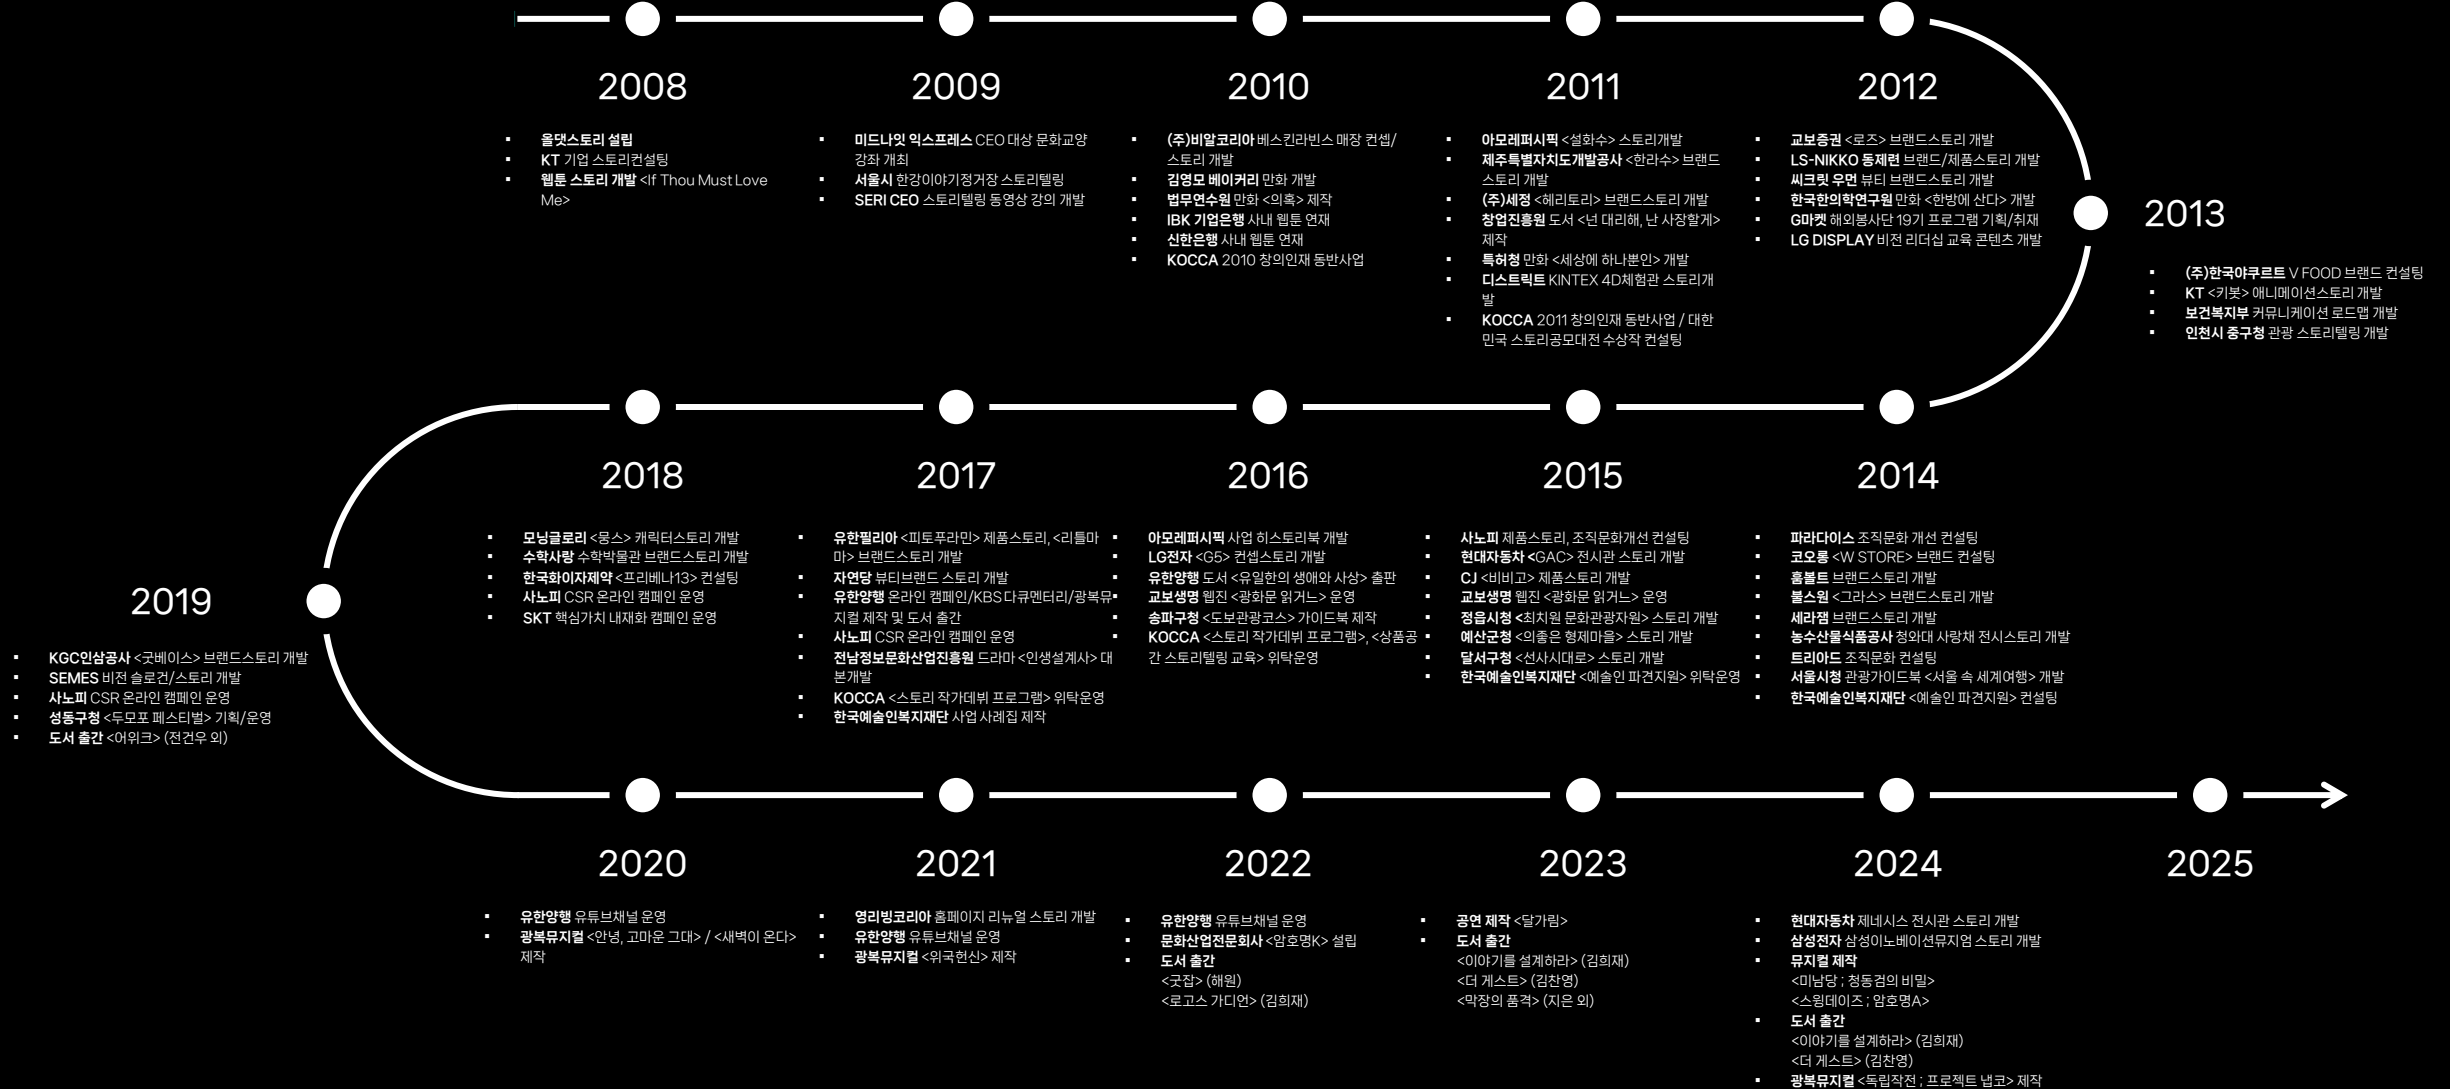 2008
올댓스토리 설립
KT 기업 스토리컨설팅
웹툰 스토리 개발 <If Thou Must Love
Me>
2009
미드나잇 익스프레스 CEO 대상 문화교양
강좌 개최
서울시 한강이야기정거장 스토리텔링
SERI CEO 스토리텔링 동영상 강의 개발
2010
(주)비알코리아 베스킨라빈스 매장 컨셉/
스토리 개발
김영모 베이커리 만화 개발
법무연수원 만화 <의혹> 제작
IBK 기업은행 사내 웹툰 연재
신한은행 사내 웹툰 연재
KOCCA 2010 창의인재 동반사업
2011
아모레퍼시픽 <설화수> 스토리개발
제주특별자치도개발공사 <한라수> 브랜드
스토리 개발
(주)세정 <헤리토리> 브랜드스토리 개발
창업진흥원 도서 <넌 대리해, 난 사장할게>
제작
특허청 만화 <세상에 하나뿐인> 개발
디스트릭트 KINTEX 4D체험관 스토리개
발
KOCCA 2011 창의인재 동반사업 / 대한
민국 스토리공모대전 수상작 컨설팅
2012
교보증권 <로즈> 브랜드스토리 개발
LS-NIKKO 동제련 브랜드/제품스토리 개발
씨크릿 우먼 뷰티 브랜드스토리 개발
한국한의학연구원 만화 <한방에 산다> 개발
G마켓 해외봉사단 19기 프로그램 기획/취재
LG DISPLAY 비전 리더십 교육 콘텐츠 개발
2013
(주)한국야쿠르트 V FOOD 브랜드 컨설팅
KT <키봇> 애니메이션스토리 개발
보건복지부 커뮤니케이션 로드맵 개발
인천시 중구청 관광 스토리텔링 개발
2018
모닝글로리 <뭉스> 캐릭터스토리 개발
수학사랑 수학박물관 브랜드스토리 개발
한국화이자제약 <프리베나13> 컨설팅
사노피 CSR 온라인 캠페인 운영
SKT 핵심가치 내재화 캠페인 운영
2017
유한필리아 <피토푸라민> 제품스토리, <리틀마
마> 브랜드스토리 개발
자연당 뷰티브랜드 스토리 개발
유한양행 온라인 캠페인/KBS 다큐멘터리/광복뮤
지컬 제작 및 도서 출간
사노피 CSR 온라인 캠페인 운영
전남정보문화산업진흥원 드라마 <인생설계사> 대
본개발
KOCCA <스토리 작가데뷔 프로그램> 위탁운영
한국예술인복지재단 사업 사례집 제작
2016
아모레퍼시픽 사업 히스토리북 개발
LG전자 <G5> 컨셉스토리 개발
유한양행 도서 <유일한의 생애와 사상> 출판
교보생명 웹진 <광화문 읽거느> 운영
송파구청 <도보관광코스> 가이드북 제작
KOCCA <스토리 작가데뷔 프로그램>, <상품공
간 스토리텔링 교육> 위탁운영
2015
사노피 제품스토리, 조직문화개선 컨설팅
현대자동차 <GAC> 전시관 스토리 개발
CJ <비비고> 제품스토리 개발
교보생명 웹진 <광화문 읽거느> 운영
정읍시청 <최치원 문화관광자원> 스토리 개발
예산군청 <의좋은 형제마을> 스토리 개발
달서구청 <선사시대로> 스토리 개발
한국예술인복지재단 <예술인 파견지원> 위탁운영
2014
파라다이스 조직문화 개선 컨설팅
코오롱 <W STORE> 브랜드 컨설팅
훔볼트 브랜드스토리 개발
불스원 <그라스> 브랜드스토리 개발
세라젬 브랜드스토리 개발
농수산물식품공사 청와대 사랑채 전시스토리 개발
트리아드 조직문화 컨설팅
서울시청 관광가이드북 <서울 속 세계여행> 개발
한국예술인복지재단 <예술인 파견지원> 컨설팅
2019
KGC인삼공사 <굿베이스> 브랜드스토리 개발
SEMES 비전 슬로건/스토리 개발
사노피 CSR 온라인 캠페인 운영
성동구청 <두모포 페스티벌> 기획/운영
도서 출간 <어위크> (전건우 외)
2020
유한양행 유튜브채널 운영
광복뮤지컬 <안녕, 고마운 그대> / <새벽이 온다>
제작
2021
영리빙코리아 홈페이지 리뉴얼 스토리 개발
유한양행 유튜브채널 운영
광복뮤지컬 <위국헌신> 제작
2022
유한양행 유튜브채널 운영
문화산업전문회사 <암호명K> 설립
도서 출간
<굿잡> (해원)
<로고스 가디언> (김희재)
2023
공연 제작 <달가림>
도서 출간
<이야기를 설계하라> (김희재)
<더 게스트> (김찬영)
<막장의 품격> (지은 외)
2024
현대자동차 제네시스 전시관 스토리 개발
삼성전자 삼성이노베이션뮤지엄 스토리 개발
뮤지컬 제작
<미남당 ; 청동검의 비밀>
<스윙데이즈 ; 암호명A>
도서 출간
<이야기를 설계하라> (김희재)
<더 게스트> (김찬영)
광복뮤지컬 <독립작전 ; 프로젝트 냅코> 제작
2025